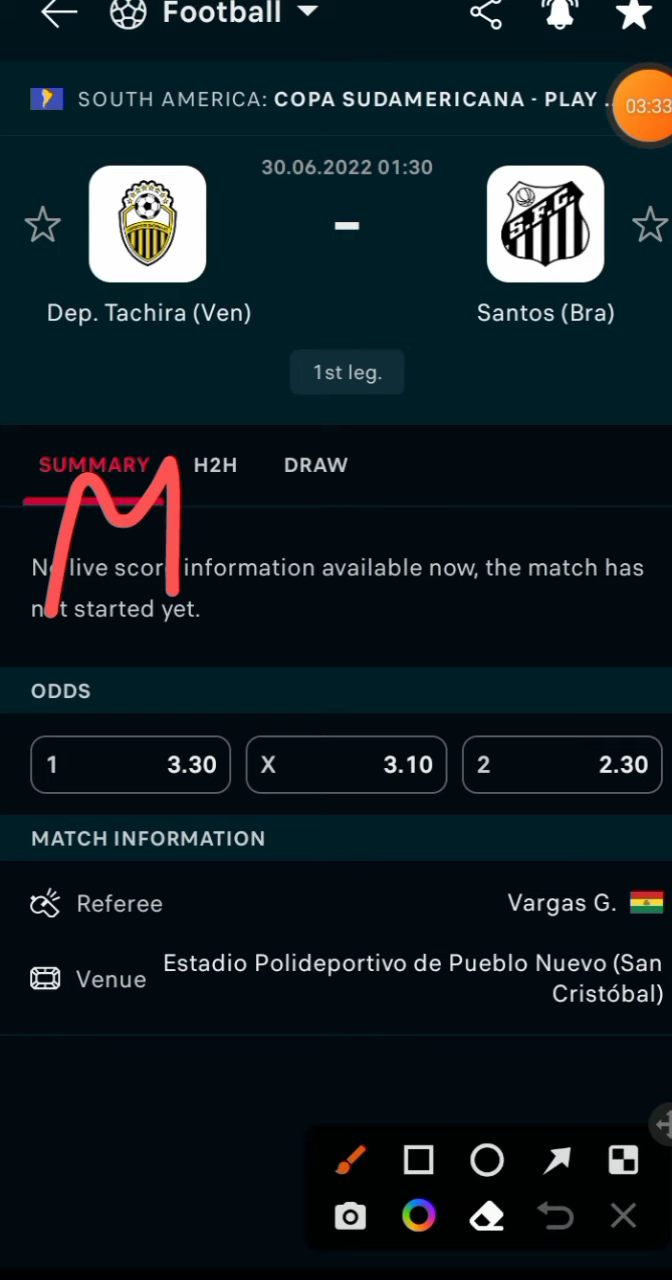 Football
SOUTH AMERICA: COPA SUDAMERICANA - PLAY ..
03:33
30.06.2022 01:30
-
S.F.C.
Dep. Tachira (Ven)
Santos (Bra)
1st leg.
SUMMARY H2H DRAW
M
No live score information available now, the match has
not started yet.
ODDS
1 3.30 X 3.10 2 2.30
MATCH INFORMATION
Referee Vargas G.
Venue Estadio Polideportivo de Pueblo Nuevo (San
Cristóbal)